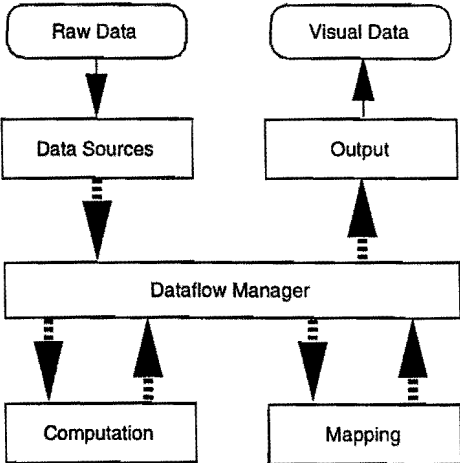 Raw Data
Visual Data
Data Sources
Output
Dataflow Manager
Computation
Mapping